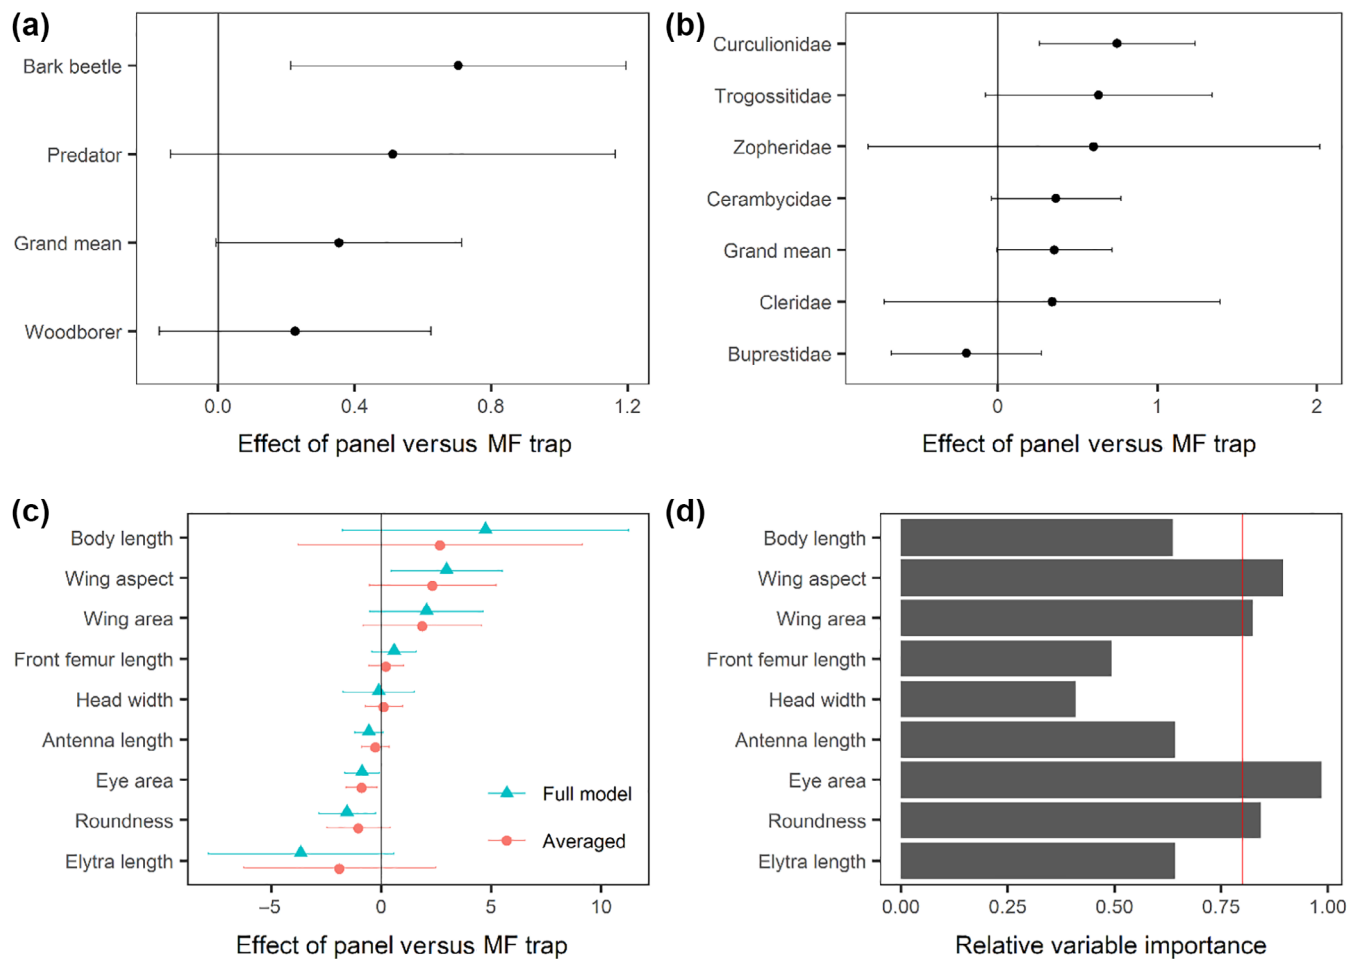 (a)
Bark beetle
Predator
Grand mean
Woodborer
0.0 0.4 0.8 1.2
Effect of panel versus MF trap
(b)
Curculionidae
Trogossitidae
Zopheridae
Cerambycidae
Grand mean
Cleridae
Buprestidae
0 1 2
Effect of panel versus MF trap
(c)
Body length
Wing aspect
Wing area
Front femur length
Head width
Antenna length
Eye area
Roundness
Elytra length
Full model
Averaged
−5 0 5 10
Effect of panel versus MF trap
(d)
Body length
Wing aspect
Wing area
Front femur length
Head width
Antenna length
Eye area
Roundness
Elytra length
0.00 0.25 0.50 0.75 1.00
Relative variable importance